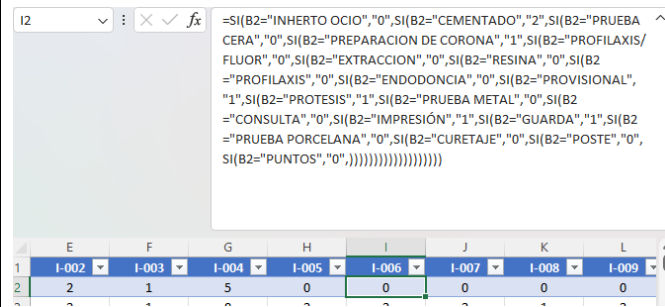 I2 fx =SI(B2="INHERTO OCIO","0",SI(B2="CEMENTADO","2",SI(B2="PRUEBA
CERA","0",SI(B2="PREPARACION DE CORONA","1",SI(B2="PROFILAXIS/
FLUOR","0",SI(B2="EXTRACCION","0",SI(B2="RESINA","0",SI(B2
="PROFILAXIS","0",SI(B2="ENDODONCIA","0",SI(B2="PROVISIONAL",
"1",SI(B2="PROTESIS","1",SI(B2="PRUEBA METAL","0",SI(B2
="CONSULTA","0",SI(B2="IMPRESIÓN","1",SI(B2="GUARDA","1",SI(B2
="PRUEBA PORCELANA","0",SI(B2="CURETAJE","0",SI(B2="POSTE","0",
SI(B2="PUNTOS","0",)))))))))))))))))))
E F G H I J K L
1 I-002 I-003 I-004 I-005 I-006 I-007 I-008 I-009
2 2 1 5 0 0 0 0 0